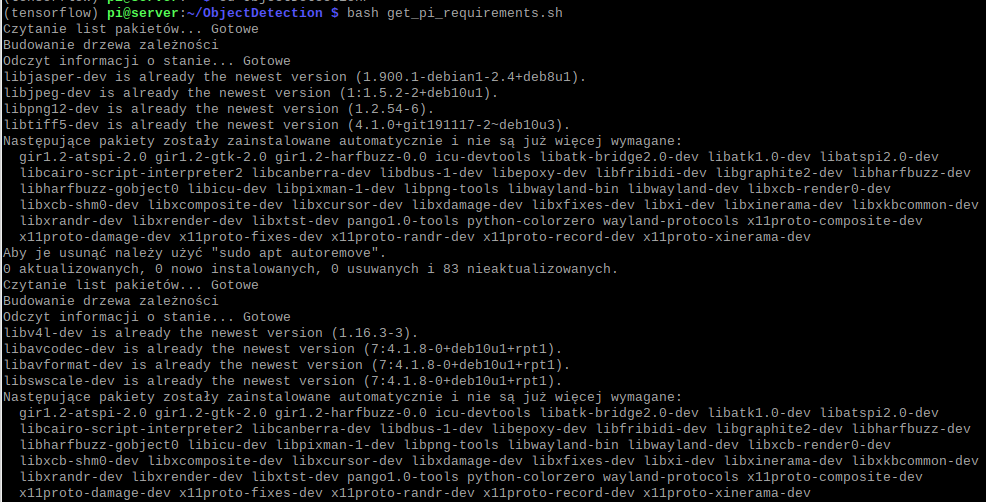 (tensorflow) pi@server:~/ObjectDetection $ bash get_pi_requirements.sh
Czytanie list pakietów... Gotowe
Budowanie drzewa zależności
Odczyt informacji o stanie... Gotowe
libjasper-dev is already the newest version (1.900.1-debian1-2.4+deb8u1).
libjpeg-dev is already the newest version (1:1.5.2-2+deb10u1).
libpng12-dev is already the newest version (1.2.54-6).
libtiff5-dev is already the newest version (4.1.0+git191117-2~deb10u3).
Następujące pakiety zostały zainstalowane automatycznie i nie są już więcej wymagane:
gir1.2-atspi-2.0 gir1.2-gtk-2.0 gir1.2-harfbuzz-0.0 icu-devtools libatk-bridge2.0-dev libatk1.0-dev libatspi2.0-dev
libcairo-script-interpreter2 libcanberra-dev libdbus-1-dev libepoxy-dev libfribidi-dev libgraphite2-dev libharfbuzz-dev
libharfbuzz-gobject0 libicu-dev libpixman-1-dev libpng-tools libwayland-bin libwayland-dev libxcb-render0-dev
libxcb-shm0-dev libxcomposite-dev libxcursor-dev libxdamage-dev libxfixes-dev libxi-dev libxinerama-dev libxkbcommon-dev
libxrandr-dev libxrender-dev libxtst-dev pango1.0-tools python-colorzero wayland-protocols x11proto-composite-dev
x11proto-damage-dev x11proto-fixes-dev x11proto-randr-dev x11proto-record-dev x11proto-xinerama-dev
Aby je usunąć należy użyć "sudo apt autoremove".
0 aktualizowanych, 0 nowo instalowanych, 0 usuwanych i 83 nieaktualizowanych.
Czytanie list pakietów... Gotowe
Budowanie drzewa zależności
Odczyt informacji o stanie... Gotowe
libv4l-dev is already the newest version (1.16.3-3).
libavcodec-dev is already the newest version (7:4.1.8-0+deb10u1+rpt1).
libavformat-dev is already the newest version (7:4.1.8-0+deb10u1+rpt1).
libswscale-dev is already the newest version (7:4.1.8-0+deb10u1+rpt1).
Następujące pakiety zostały zainstalowane automatycznie i nie są już więcej wymagane:
gir1.2-atspi-2.0 gir1.2-gtk-2.0 gir1.2-harfbuzz-0.0 icu-devtools libatk-bridge2.0-dev libatk1.0-dev libatspi2.0-dev
libcairo-script-interpreter2 libcanberra-dev libdbus-1-dev libepoxy-dev libfribidi-dev libgraphite2-dev libharfbuzz-dev
libharfbuzz-gobject0 libicu-dev libpixman-1-dev libpng-tools libwayland-bin libwayland-dev libxcb-render0-dev
libxcb-shm0-dev libxcomposite-dev libxcursor-dev libxdamage-dev libxfixes-dev libxi-dev libxinerama-dev libxkbcommon-dev
libxrandr-dev libxrender-dev libxtst-dev pango1.0-tools python-colorzero wayland-protocols x11proto-composite-dev
x11proto-damage-dev x11proto-fixes-dev x11proto-randr-dev x11proto-record-dev x11proto-xinerama-dev